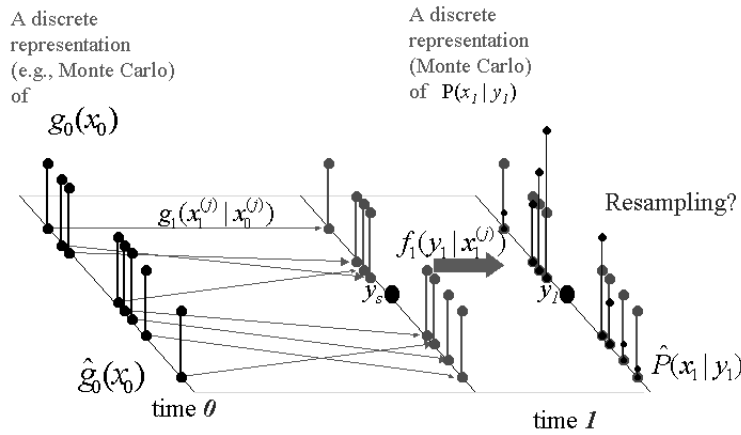 A discrete
representation
(e.g., Monte Carlo)
of
g₀(x₀)
A discrete
representation
(Monte Carlo)
of P(x₁ | y₁)
g₁(x₁⁽ʲ⁾ | x₀⁽ʲ⁾)
f₁(y₁ | x₁⁽ʲ⁾)
Resampling?
yₛ
y₁
ĝ₀(x₀)
P̂(x₁ | y₁)
time 0
time 1